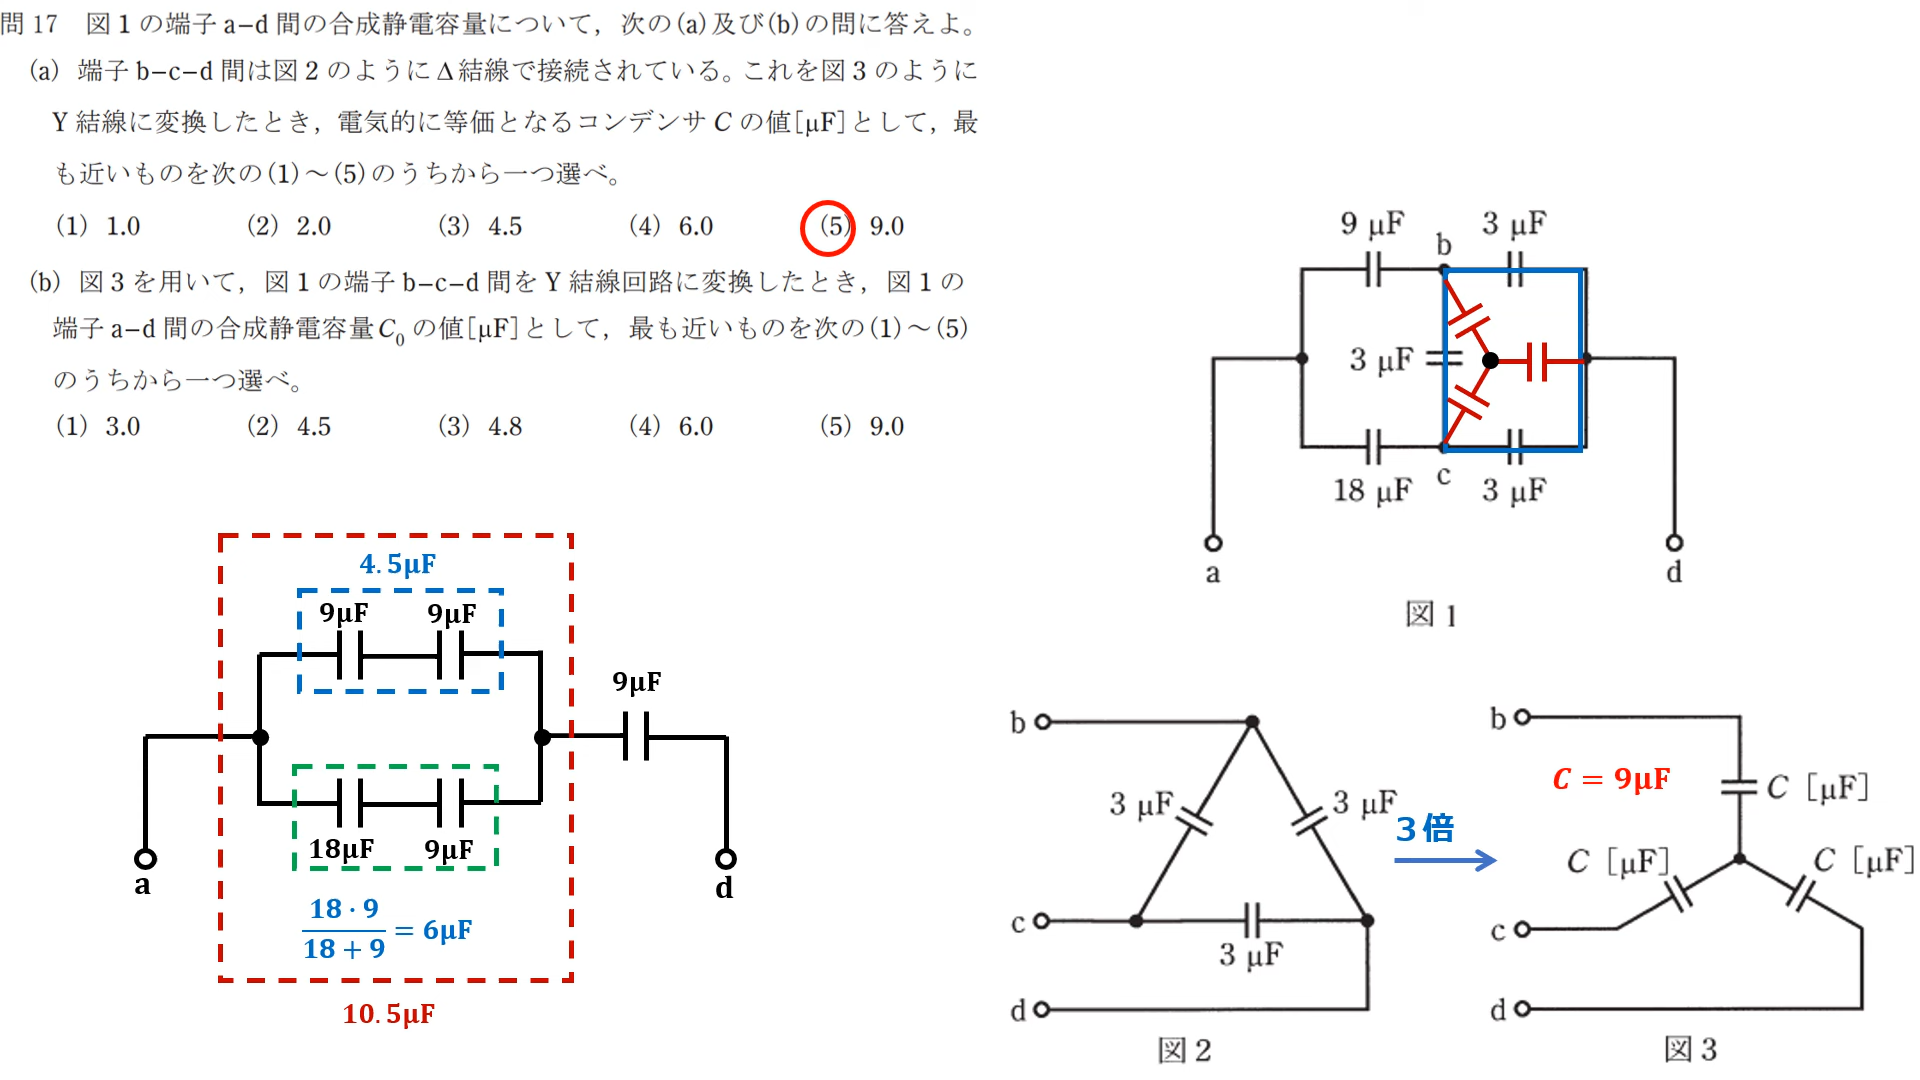 問 17　図 1 の端子 a−d 間の合成静電容量について，次の(a)及び(b)の問に答えよ。
(a) 端子 b−c−d 間は図 2 のように Δ 結線で接続されている。これを図 3 のように
Y 結線に変換したとき，電気的に等価となるコンデンサ C の値[μF]として，最
も近いものを次の(1)～(5)のうちから一つ選べ。
(1) 1.0　(2) 2.0　(3) 4.5　(4) 6.0　(5) 9.0
(b) 図 3 を用いて，図 1 の端子 b−c−d 間を Y 結線回路に変換したとき，図 1 の
端子 a−d 間の合成静電容量 C₀ の値[μF]として，最も近いものを次の(1)～(5)
のうちから一つ選べ。
(1) 3.0　(2) 4.5　(3) 4.8　(4) 6.0　(5) 9.0
9 μF
b
3 μF
3 μF
18 μF
c
3 μF
a
d
図 1
4.5μF
9μF 9μF
9μF
18μF 9μF
a
d
18 · 9
18 + 9
= 6μF
10.5μF
b
3 μF
3 μF
c
3 μF
d
図 2
3倍
b
C = 9μF
C [μF]
C [μF]
C [μF]
c
d
図 3